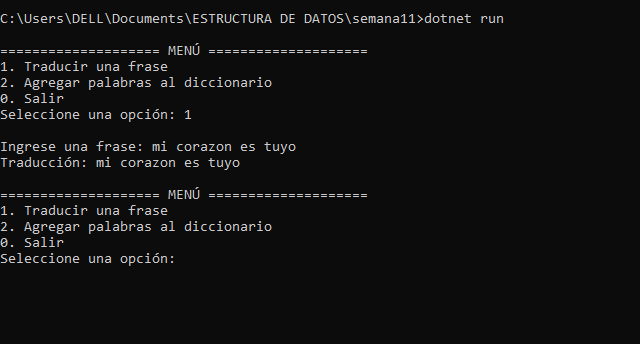 C:\Users\DELL\Documents\ESTRUCTURA DE DATOS\semana11>dotnet run
==================== MENÚ ====================
1. Traducir una frase
2. Agregar palabras al diccionario
0. Salir
Seleccione una opción: 1
Ingrese una frase: mi corazon es tuyo
Traducción: mi corazon es tuyo
==================== MENÚ ====================
1. Traducir una frase
2. Agregar palabras al diccionario
0. Salir
Seleccione una opción: